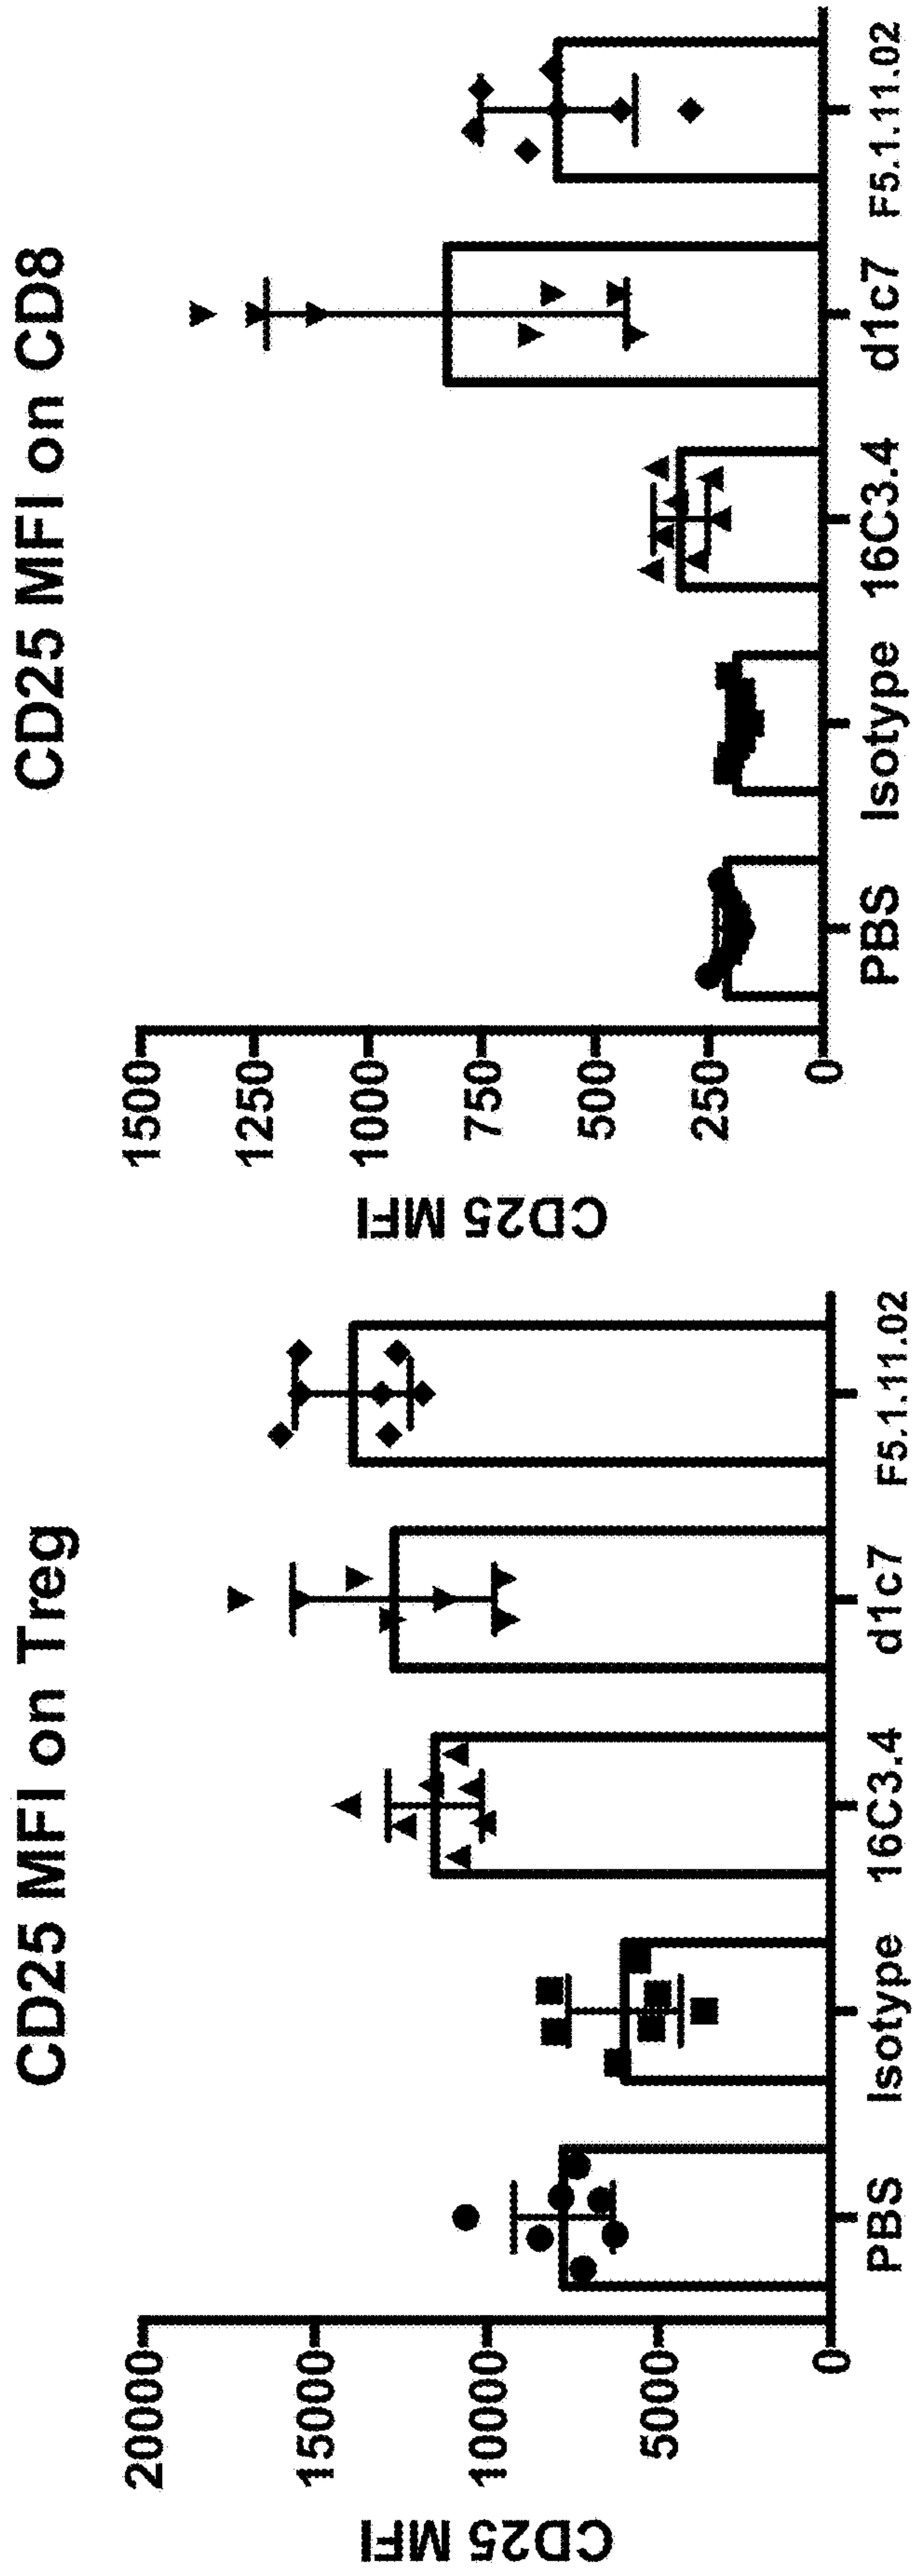 CD25 MFI on Treg
CD25 MFI
20000
15000
10000
5000
0
PBS Isotype 16C3.4 d1c7 F5.1.11.02
CD25 MFI on CD8
CD25 MFI
1500
1250
1000
750
500
250
0
PBS Isotype 16C3.4 d1c7 F5.1.11.02